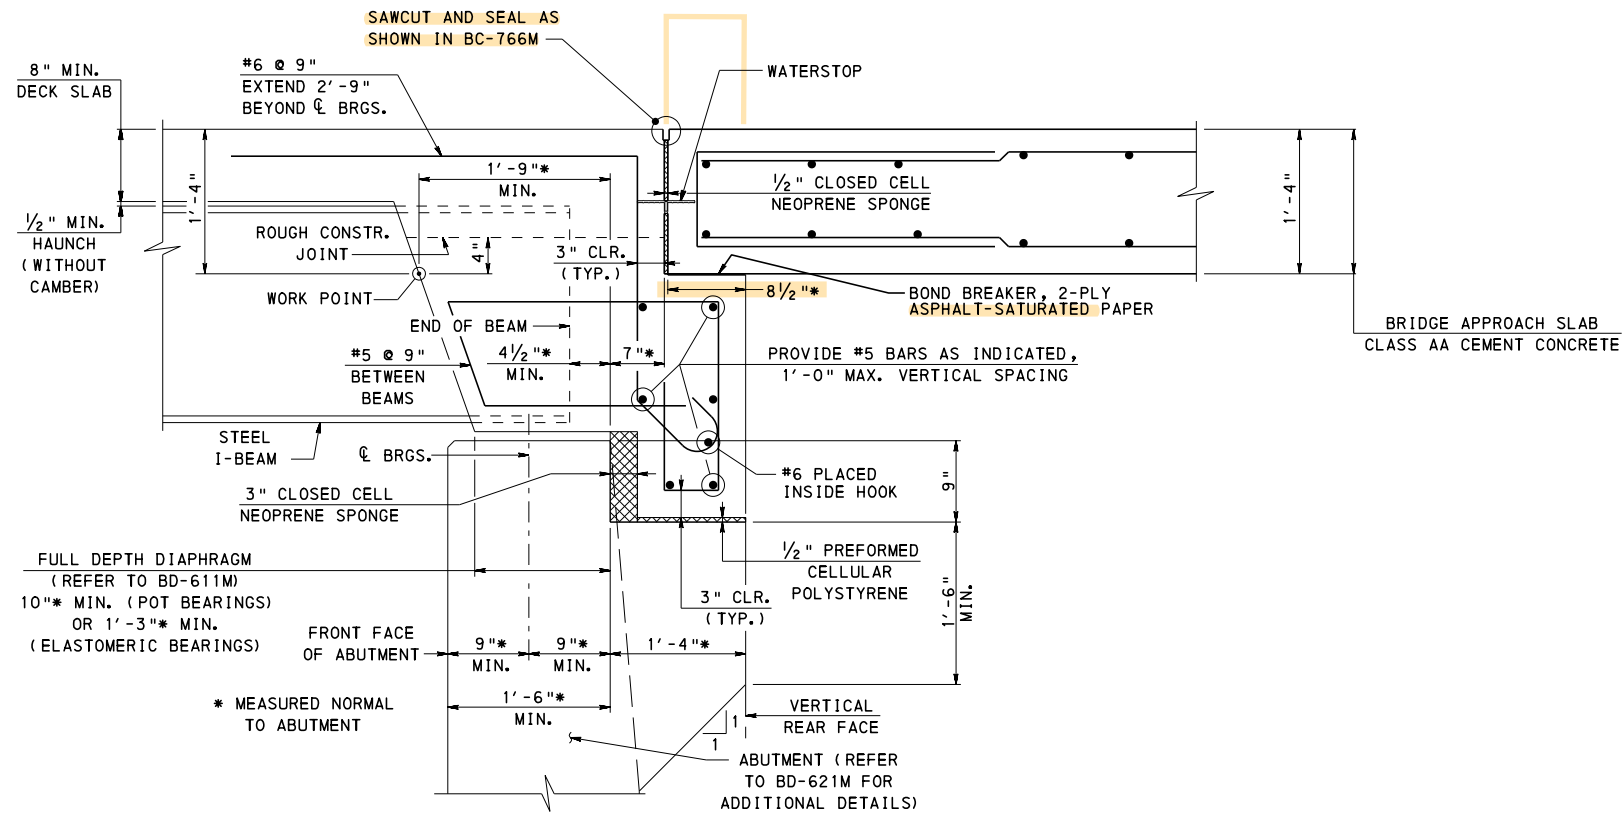 SAWCUT AND SEAL AS
SHOWN IN BC-766M
8" MIN.
DECK SLAB
#6 @ 9"
EXTEND 2'-9"
BEYOND ℄ BRGS.
WATERSTOP
1'-9"*
MIN.
1'-4"
½" CLOSED CELL
NEOPRENE SPONGE
1'-4"
½" MIN.
HAUNCH
(WITHOUT
CAMBER)
ROUGH CONSTR.
JOINT
4"
3" CLR.
(TYP.)
WORK POINT
8½"*
BOND BREAKER, 2-PLY
ASPHALT-SATURATED PAPER
END OF BEAM
BRIDGE APPROACH SLAB
CLASS AA CEMENT CONCRETE
#5 @ 9"
BETWEEN
BEAMS
4½"*
MIN.
7"*
PROVIDE #5 BARS AS INDICATED,
1'-0" MAX. VERTICAL SPACING
STEEL
I-BEAM
℄ BRGS.
#6 PLACED
INSIDE HOOK
9"
3" CLOSED CELL
NEOPRENE SPONGE
½" PREFORMED
CELLULAR
POLYSTYRENE
FULL DEPTH DIAPHRAGM
(REFER TO BD-611M)
10"* MIN. (POT BEARINGS)
OR 1'-3"* MIN.
(ELASTOMERIC BEARINGS)
3" CLR.
(TYP.)
1'-6"
MIN.
FRONT FACE
OF ABUTMENT
9"*
MIN.
9"*
MIN.
1'-4"*
1'-6"*
MIN.
* MEASURED NORMAL
TO ABUTMENT
1
1
VERTICAL
REAR FACE
ABUTMENT (REFER
TO BD-621M FOR
ADDITIONAL DETAILS)